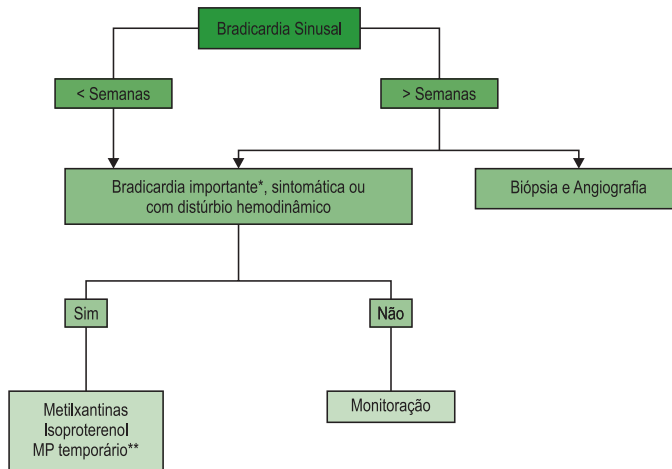 Bradicardia Sinusal
< Semanas
> Semanas
Bradicardia importante*, sintomática ou
com distúrbio hemodinâmico
Biópsia e Angiografia
Sim
Não
Metilxantinas
Isoproterenol
MP temporário**
Monitoração